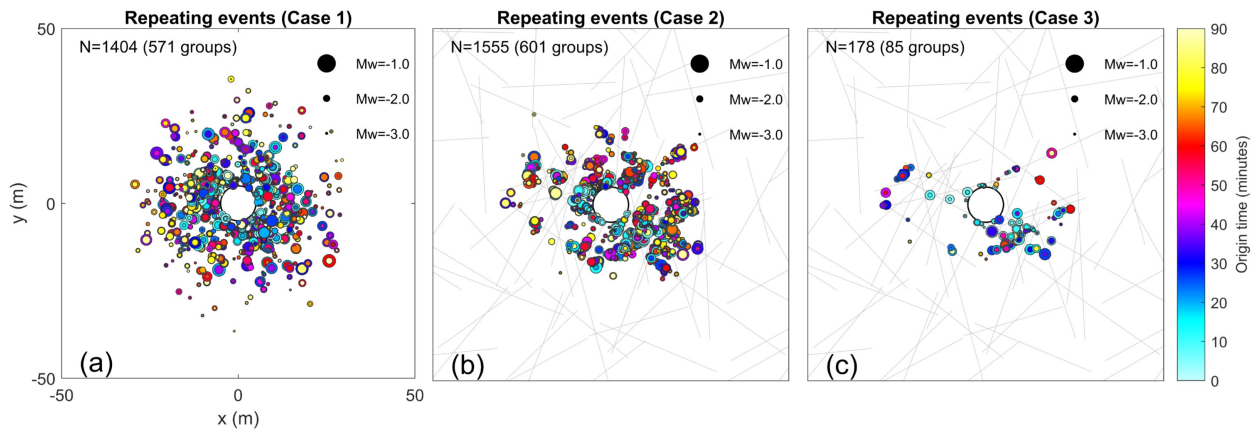 Repeating events (Case 1)
N=1404 (571 groups)
Mw=-1.0
Mw=-2.0
Mw=-3.0
(a)
50
0
-50
y (m)
-50
0
50
x (m)
Repeating events (Case 2)
N=1555 (601 groups)
Mw=-1.0
Mw=-2.0
Mw=-3.0
(b)
Repeating events (Case 3)
N=178 (85 groups)
Mw=-1.0
Mw=-2.0
Mw=-3.0
(c)
90
80
70
60
50
40
30
20
10
0
Origin time (minutes)